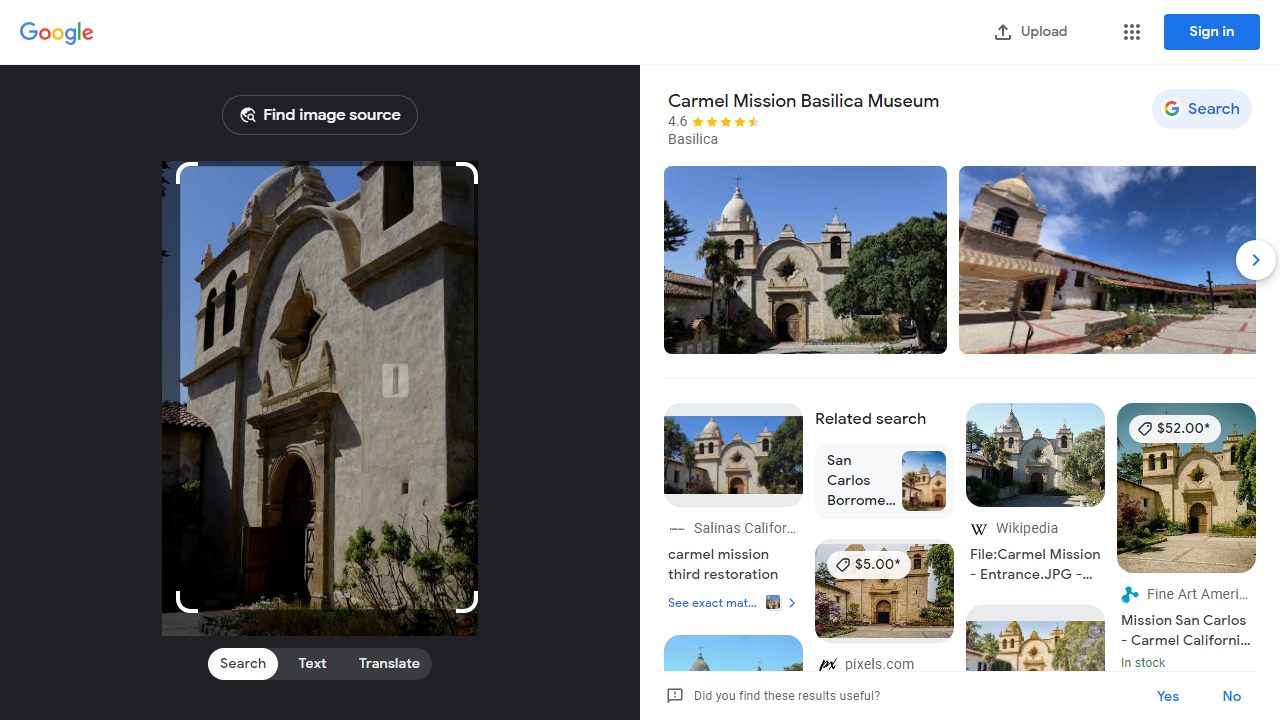 Google
Upload
Sign in
Find image source
Search
Text
Translate
Carmel Mission Basilica Museum
4.6
Basilica
Search
Salinas Califor...
carmel mission
third restoration
See exact mat...
Related search
San
Carlos
Borrome...
$5.00*
pixels.com
Wikipedia
File:Carmel Mission
- Entrance.JPG -...
$52.00*
Fine Art Ameri...
Mission San Carlos
- Carmel Californi...
In stock
Did you find these results useful?
Yes
No